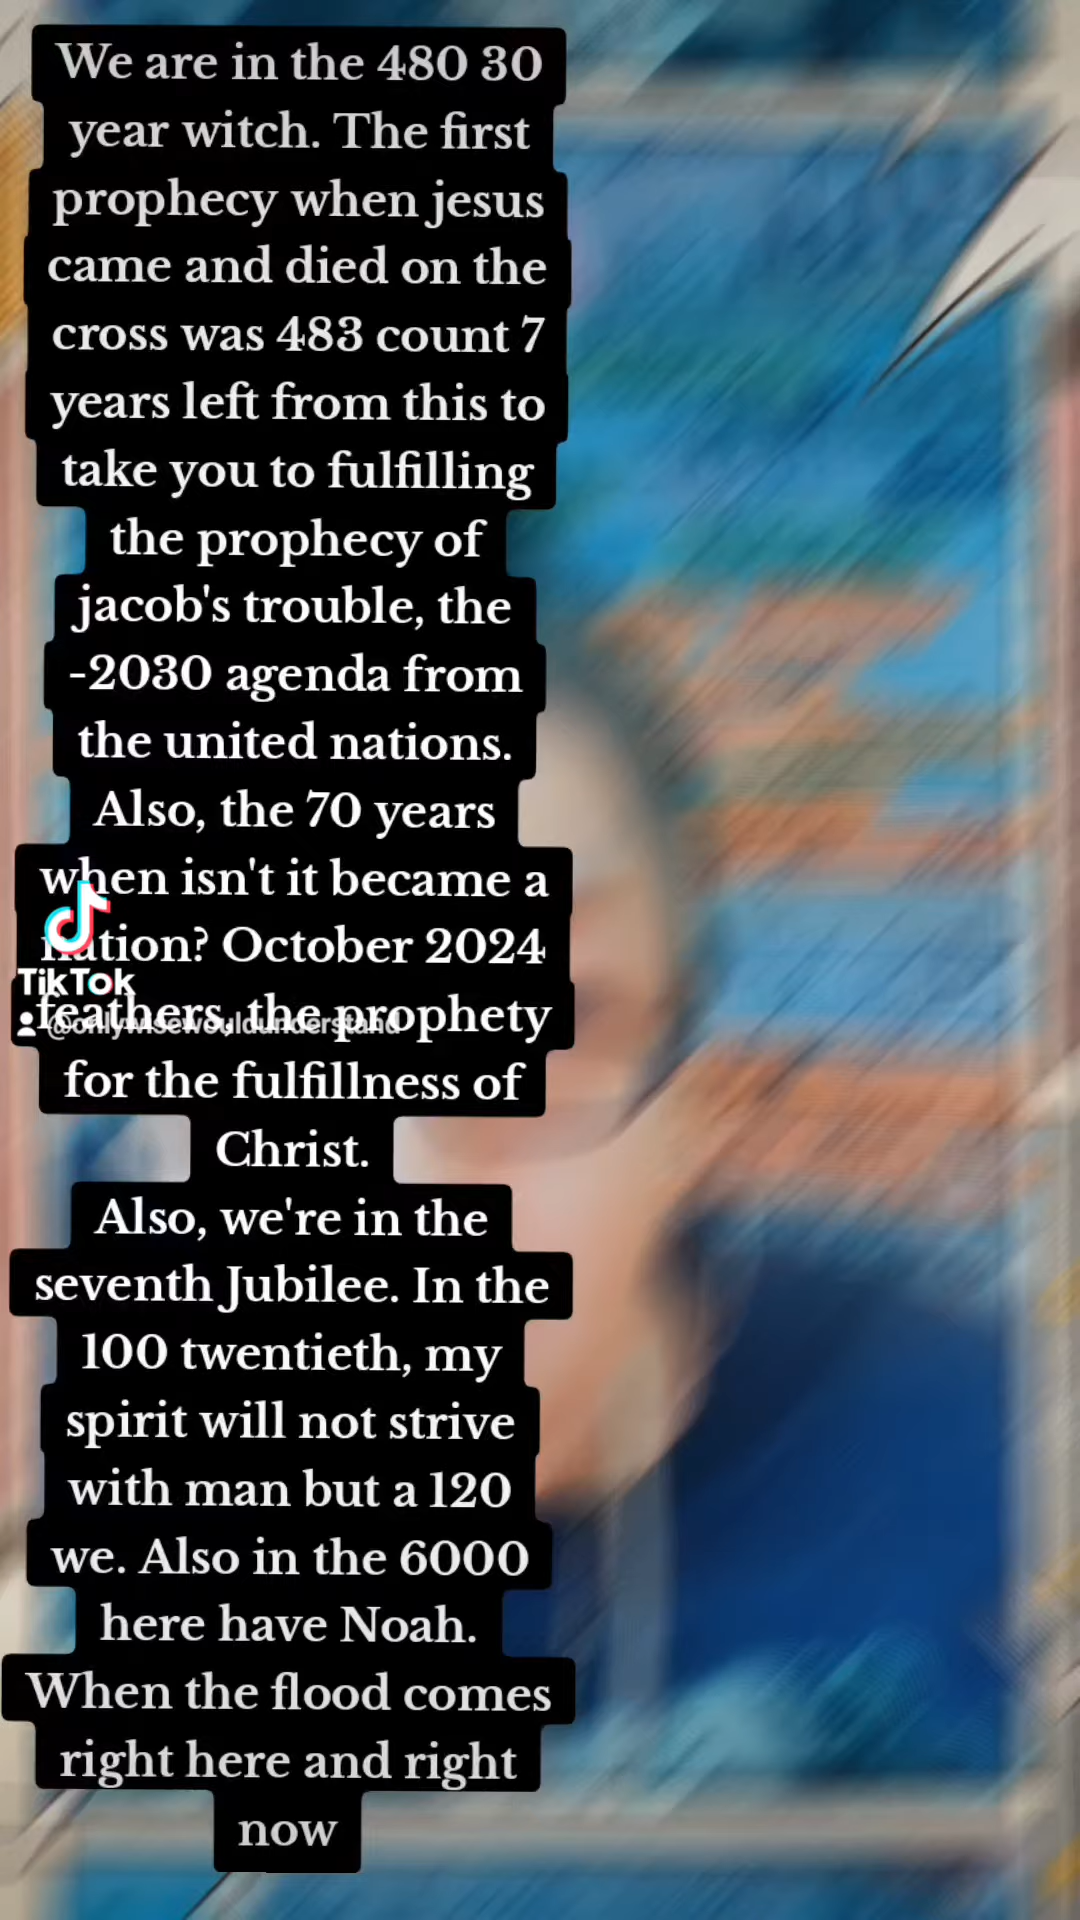 We are in the 480 30
year witch. The first
prophecy when jesus
came and died on the
cross was 483 count 7
years left from this to
take you to fulfilling
the prophecy of
jacob's trouble, the
-2030 agenda from
the united nations.
Also, the 70 years
when isn't it became a
nation? October 2024
TikTok
feathers, the prophety
@onlywisewouldunderstand
for the fulfillness of
Christ.
Also, we're in the
seventh Jubilee. In the
100 twentieth, my
spirit will not strive
with man but a 120
we. Also in the 6000
here have Noah.
When the flood comes
right here and right
now